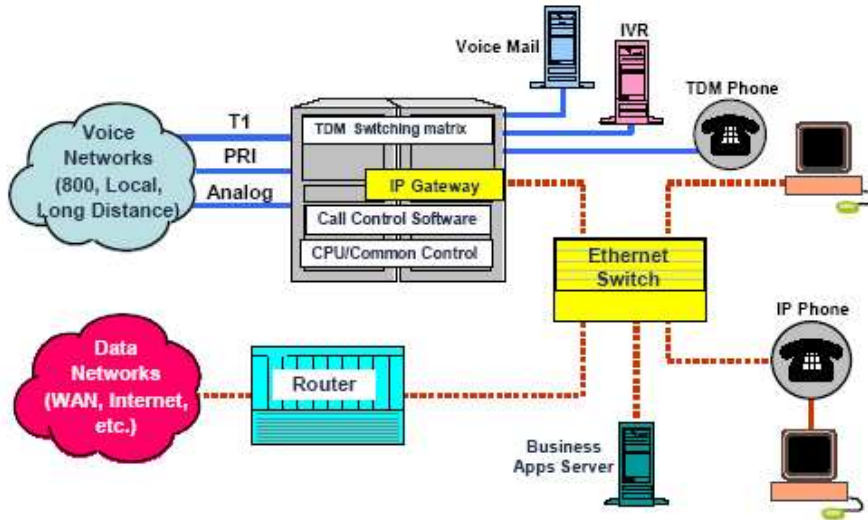 Voice Mail
IVR
TDM Phone
Voice
Networks
(800, Local,
Long Distance)
T1
PRI
Analog
TDM Switching matrix
IP Gateway
Call Control Software
CPU/Common Control
Ethernet
Switch
IP Phone
Data
Networks
(WAN, Internet,
etc.)
Router
Business
Apps Server